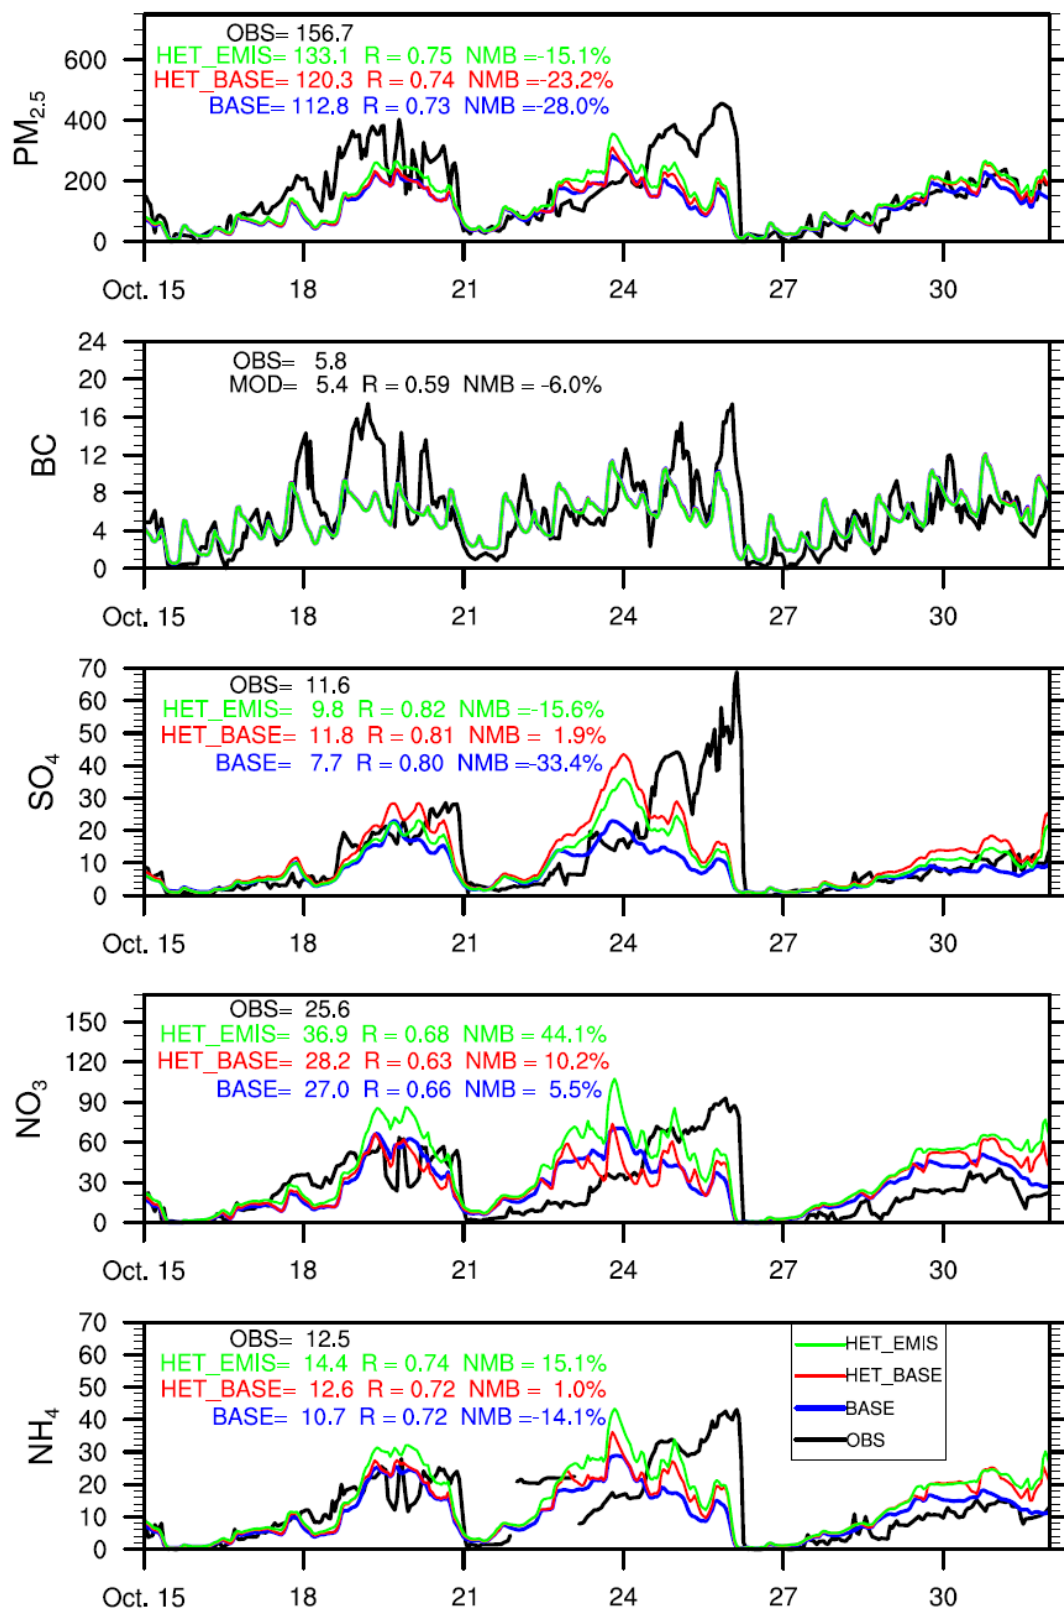 OBS= 156.7
HET_EMIS= 133.1 R = 0.75 NMB =-15.1%
HET_BASE= 120.3 R = 0.74 NMB =-23.2%
BASE= 112.8 R = 0.73 NMB =-28.0%
PM2.5
600
400
200
0
Oct. 15 18 21 24 27 30
OBS= 5.8
MOD= 5.4 R = 0.59 NMB = -6.0%
BC
24
20
16
12
8
4
0
Oct. 15 18 21 24 27 30
OBS= 11.6
HET_EMIS= 9.8 R = 0.82 NMB =-15.6%
HET_BASE= 11.8 R = 0.81 NMB = 1.9%
BASE= 7.7 R = 0.80 NMB =-33.4%
SO4
70
60
50
40
30
20
10
0
Oct. 15 18 21 24 27 30
OBS= 25.6
HET_EMIS= 36.9 R = 0.68 NMB = 44.1%
HET_BASE= 28.2 R = 0.63 NMB = 10.2%
BASE= 27.0 R = 0.66 NMB = 5.5%
NO3
150
120
90
60
30
0
Oct. 15 18 21 24 27 30
OBS= 12.5
HET_EMIS= 14.4 R = 0.74 NMB = 15.1%
HET_BASE= 12.6 R = 0.72 NMB = 1.0%
BASE= 10.7 R = 0.72 NMB =-14.1%
HET_EMIS
HET_BASE
BASE
OBS
NH4
70
60
50
40
30
20
10
0
Oct. 15 18 21 24 27 30